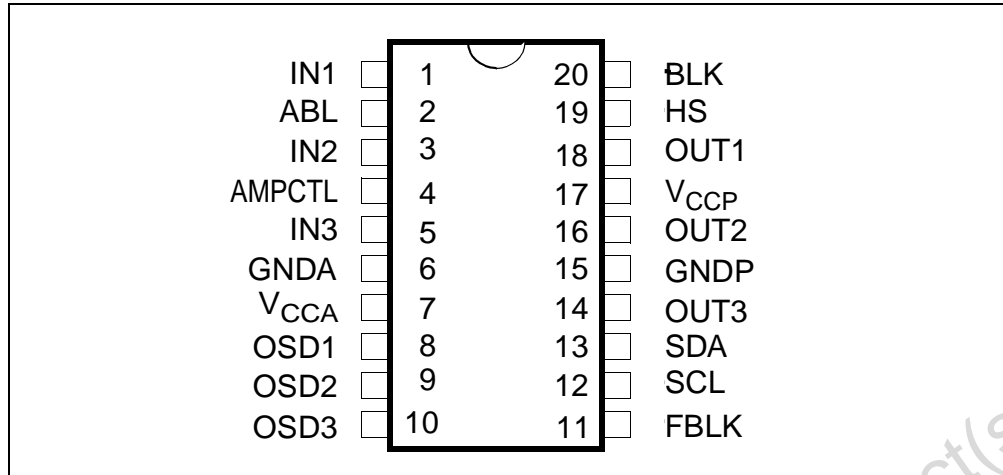 IN1 1 20 BLK
ABL 2 19 HS
IN2 3 18 OUT1
AMPCTL 4 17 VCCP
IN3 5 16 OUT2
GNDA 6 15 GNDP
VCCA 7 14 OUT3
OSD1 8 13 SDA
OSD2 9 12 SCL
OSD3 10 11 FBLK